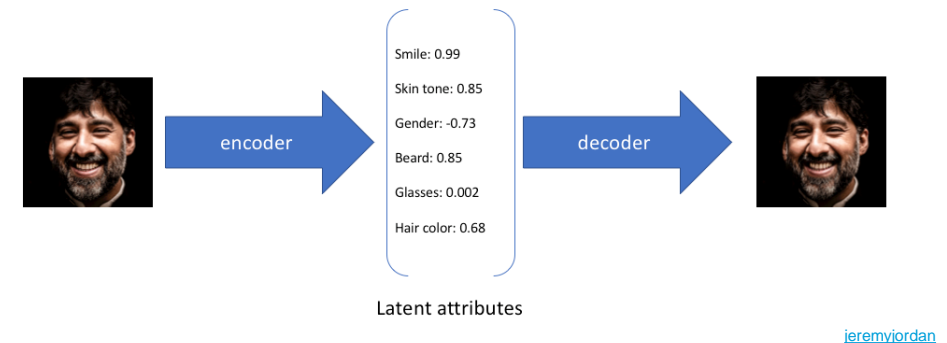 encoder
Smile: 0.99
Skin tone: 0.85
Gender: -0.73
Beard: 0.85
Glasses: 0.002
Hair color: 0.68
decoder
Latent attributes
jeremyjordan